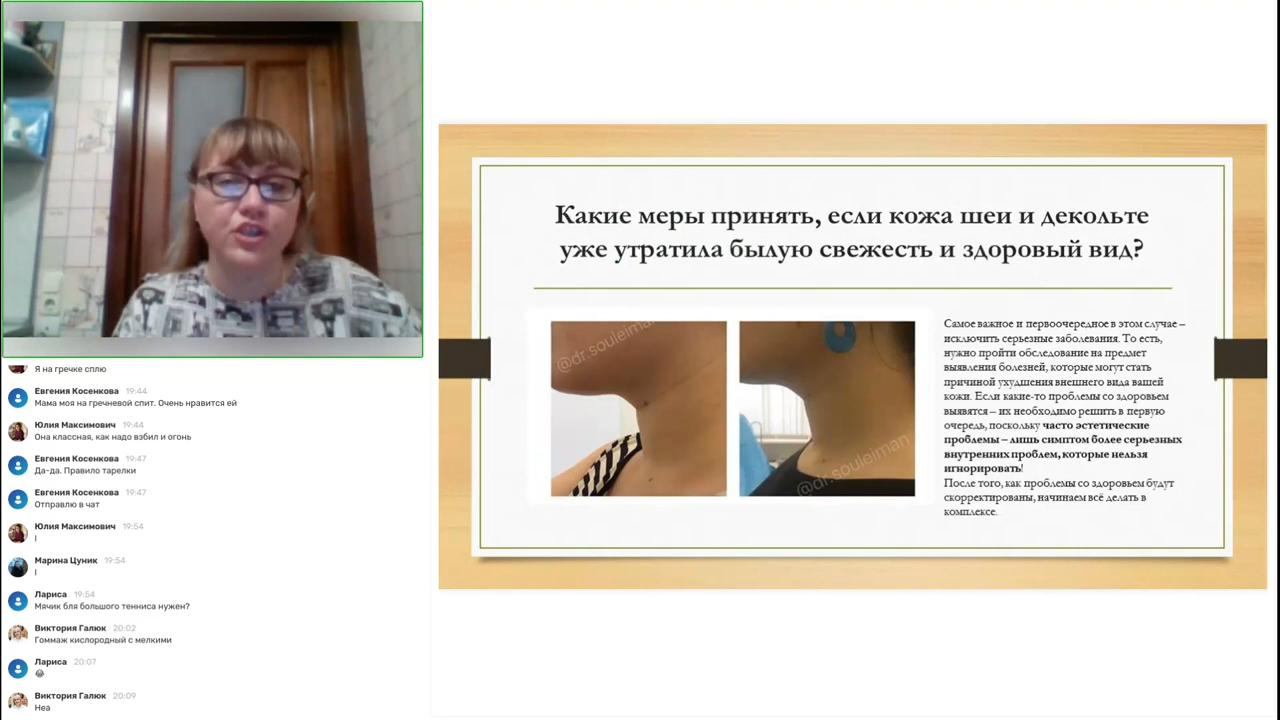 Я на гречке сплю
Евгения Косенкова 19:44
Мама моя на гречневой спит. Очень нравится ей
Юлия Максимович 19:44
Она классная, как надо взбил и огонь
Евгения Косенкова 19:47
Да-да. Правило тарелки
Евгения Косенкова 19:47
Отправлю в чат
Юлия Максимович 19:54
I
Марина Цуник 19:54
I
Лариса 19:54
Мячик бля большого тенниса нужен?
Виктория Галюк 20:02
Гоммаж кислородный с мелкими
Лариса 20:07
😂
Виктория Галюк 20:09
Неа
Какие меры принять, если кожа шеи и декольте
уже утратила былую свежесть и здоровый вид?
@dr.souleiman
@dr.souleiman
Самое важное и первоочередное в этом случае –
исключить серьезные заболевания. То есть,
нужно пройти обследование на предмет
выявления болезней, которые могут стать
причиной ухудшения внешнего вида вашей
кожи. Если какие-то проблемы со здоровьем
выявятся – их необходимо решить в первую
очередь, поскольку часто эстетические
проблемы – лишь симптом более серьезных
внутренних проблем, которые нельзя
игнорировать!
После того, как проблемы со здоровьем будут
скорректированы, начинаем всё делать в
комплексе.